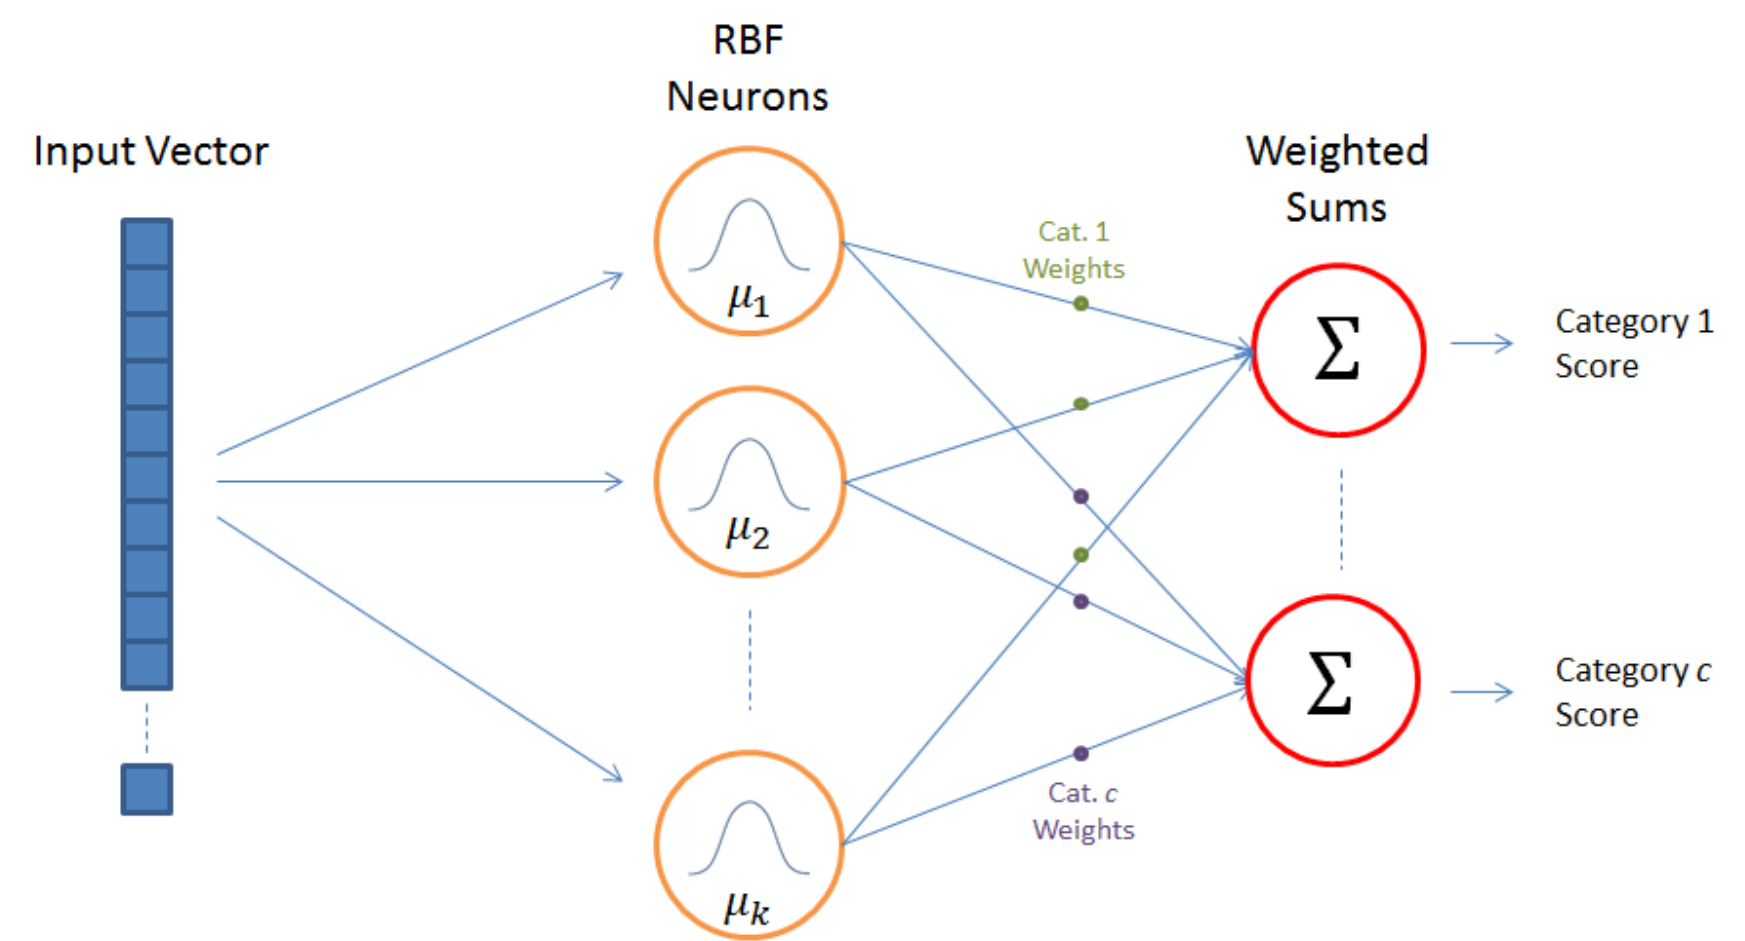 RBF
Neurons
Input Vector
Weighted
Sums
Cat. 1
Weights
μ1
Σ
Category 1
Score
μ2
Σ
Category c
Score
Cat. c
Weights
μk